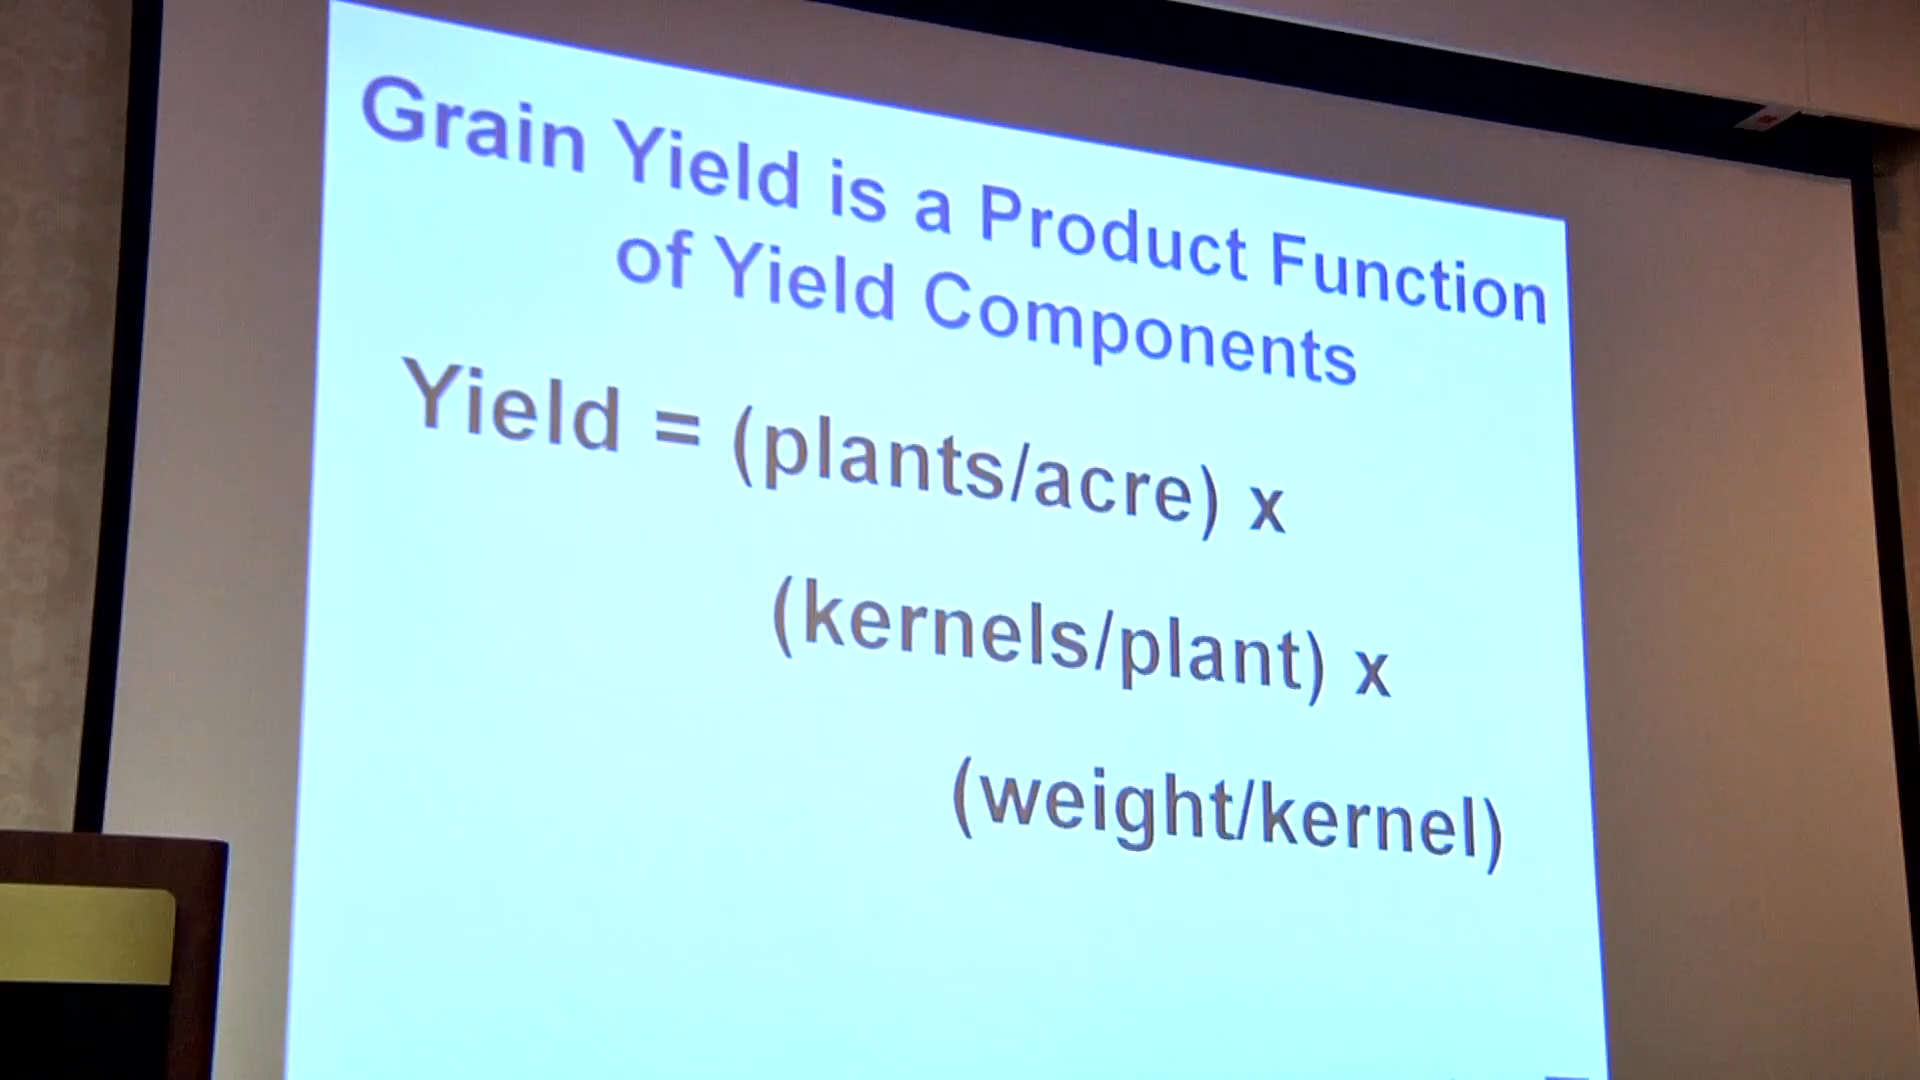 Grain Yield is a Product Function
of Yield Components
Yield = (plants/acre) x
(kernels/plant) x
(weight/kernel)